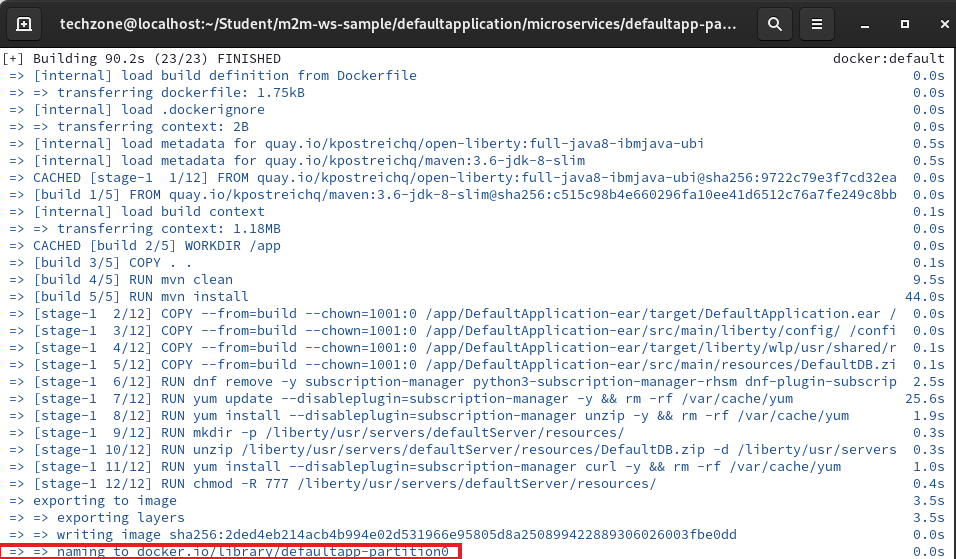 techzone@localhost:~/Student/m2m-ws-sample/defaultapplication/microservices/defaultapp-pa...
[+] Building 90.2s (23/23) FINISHED docker:default
=> [internal] load build definition from Dockerfile 0.0s
=> => transferring dockerfile: 1.75kB 0.0s
=> [internal] load .dockerignore 0.0s
=> => transferring context: 2B 0.0s
=> [internal] load metadata for quay.io/kpostreichq/open-liberty:full-java8-ibmjava-ubi 0.5s
=> [internal] load metadata for quay.io/kpostreichq/maven:3.6-jdk-8-slim 0.5s
=> CACHED [stage-1  1/12] FROM quay.io/kpostreichq/open-liberty:full-java8-ibmjava-ubi@sha256:9722c79e3f7cd32ea 0.0s
=> [build 1/5] FROM quay.io/kpostreichq/maven:3.6-jdk-8-slim@sha256:c515c98b4e660296fa10ee41d6512c76a7fe249c8bb 0.0s
=> [internal] load build context 0.1s
=> => transferring context: 1.18MB 0.0s
=> CACHED [build 2/5] WORKDIR /app 0.0s
=> [build 3/5] COPY . . 0.1s
=> [build 4/5] RUN mvn clean 9.5s
=> [build 5/5] RUN mvn install 44.0s
=> [stage-1  2/12] COPY --from=build --chown=1001:0 /app/DefaultApplication-ear/target/DefaultApplication.ear / 0.0s
=> [stage-1  3/12] COPY --from=build --chown=1001:0 /app/DefaultApplication-ear/src/main/liberty/config/ /confi 0.0s
=> [stage-1  4/12] COPY --from=build --chown=1001:0 /app/DefaultApplication-ear/target/liberty/wlp/usr/shared/r 0.1s
=> [stage-1  5/12] COPY --from=build --chown=1001:0 /app/DefaultApplication-ear/src/main/resources/DefaultDB.zi 0.1s
=> [stage-1  6/12] RUN dnf remove -y subscription-manager python3-subscription-manager-rhsm dnf-plugin-subscrip 2.5s
=> [stage-1  7/12] RUN yum update --disableplugin=subscription-manager -y && rm -rf /var/cache/yum 25.6s
=> [stage-1  8/12] RUN yum install --disableplugin=subscription-manager unzip -y && rm -rf /var/cache/yum 1.9s
=> [stage-1  9/12] RUN mkdir -p /liberty/usr/servers/defaultServer/resources/ 0.3s
=> [stage-1 10/12] RUN unzip /liberty/usr/servers/defaultServer/resources/DefaultDB.zip -d /liberty/usr/servers 0.3s
=> [stage-1 11/12] RUN yum install --disableplugin=subscription-manager curl -y && rm -rf /var/cache/yum 1.0s
=> [stage-1 12/12] RUN chmod -R 777 /liberty/usr/servers/defaultServer/resources/ 0.4s
=> exporting to image 3.5s
=> => exporting layers 3.5s
=> => writing image sha256:2ded4eb214acb4b994e02d531966e95805d8a250899422889306026003fbe0dd 0.0s
=> => naming to docker.io/library/defaultapp-partition0 0.0s